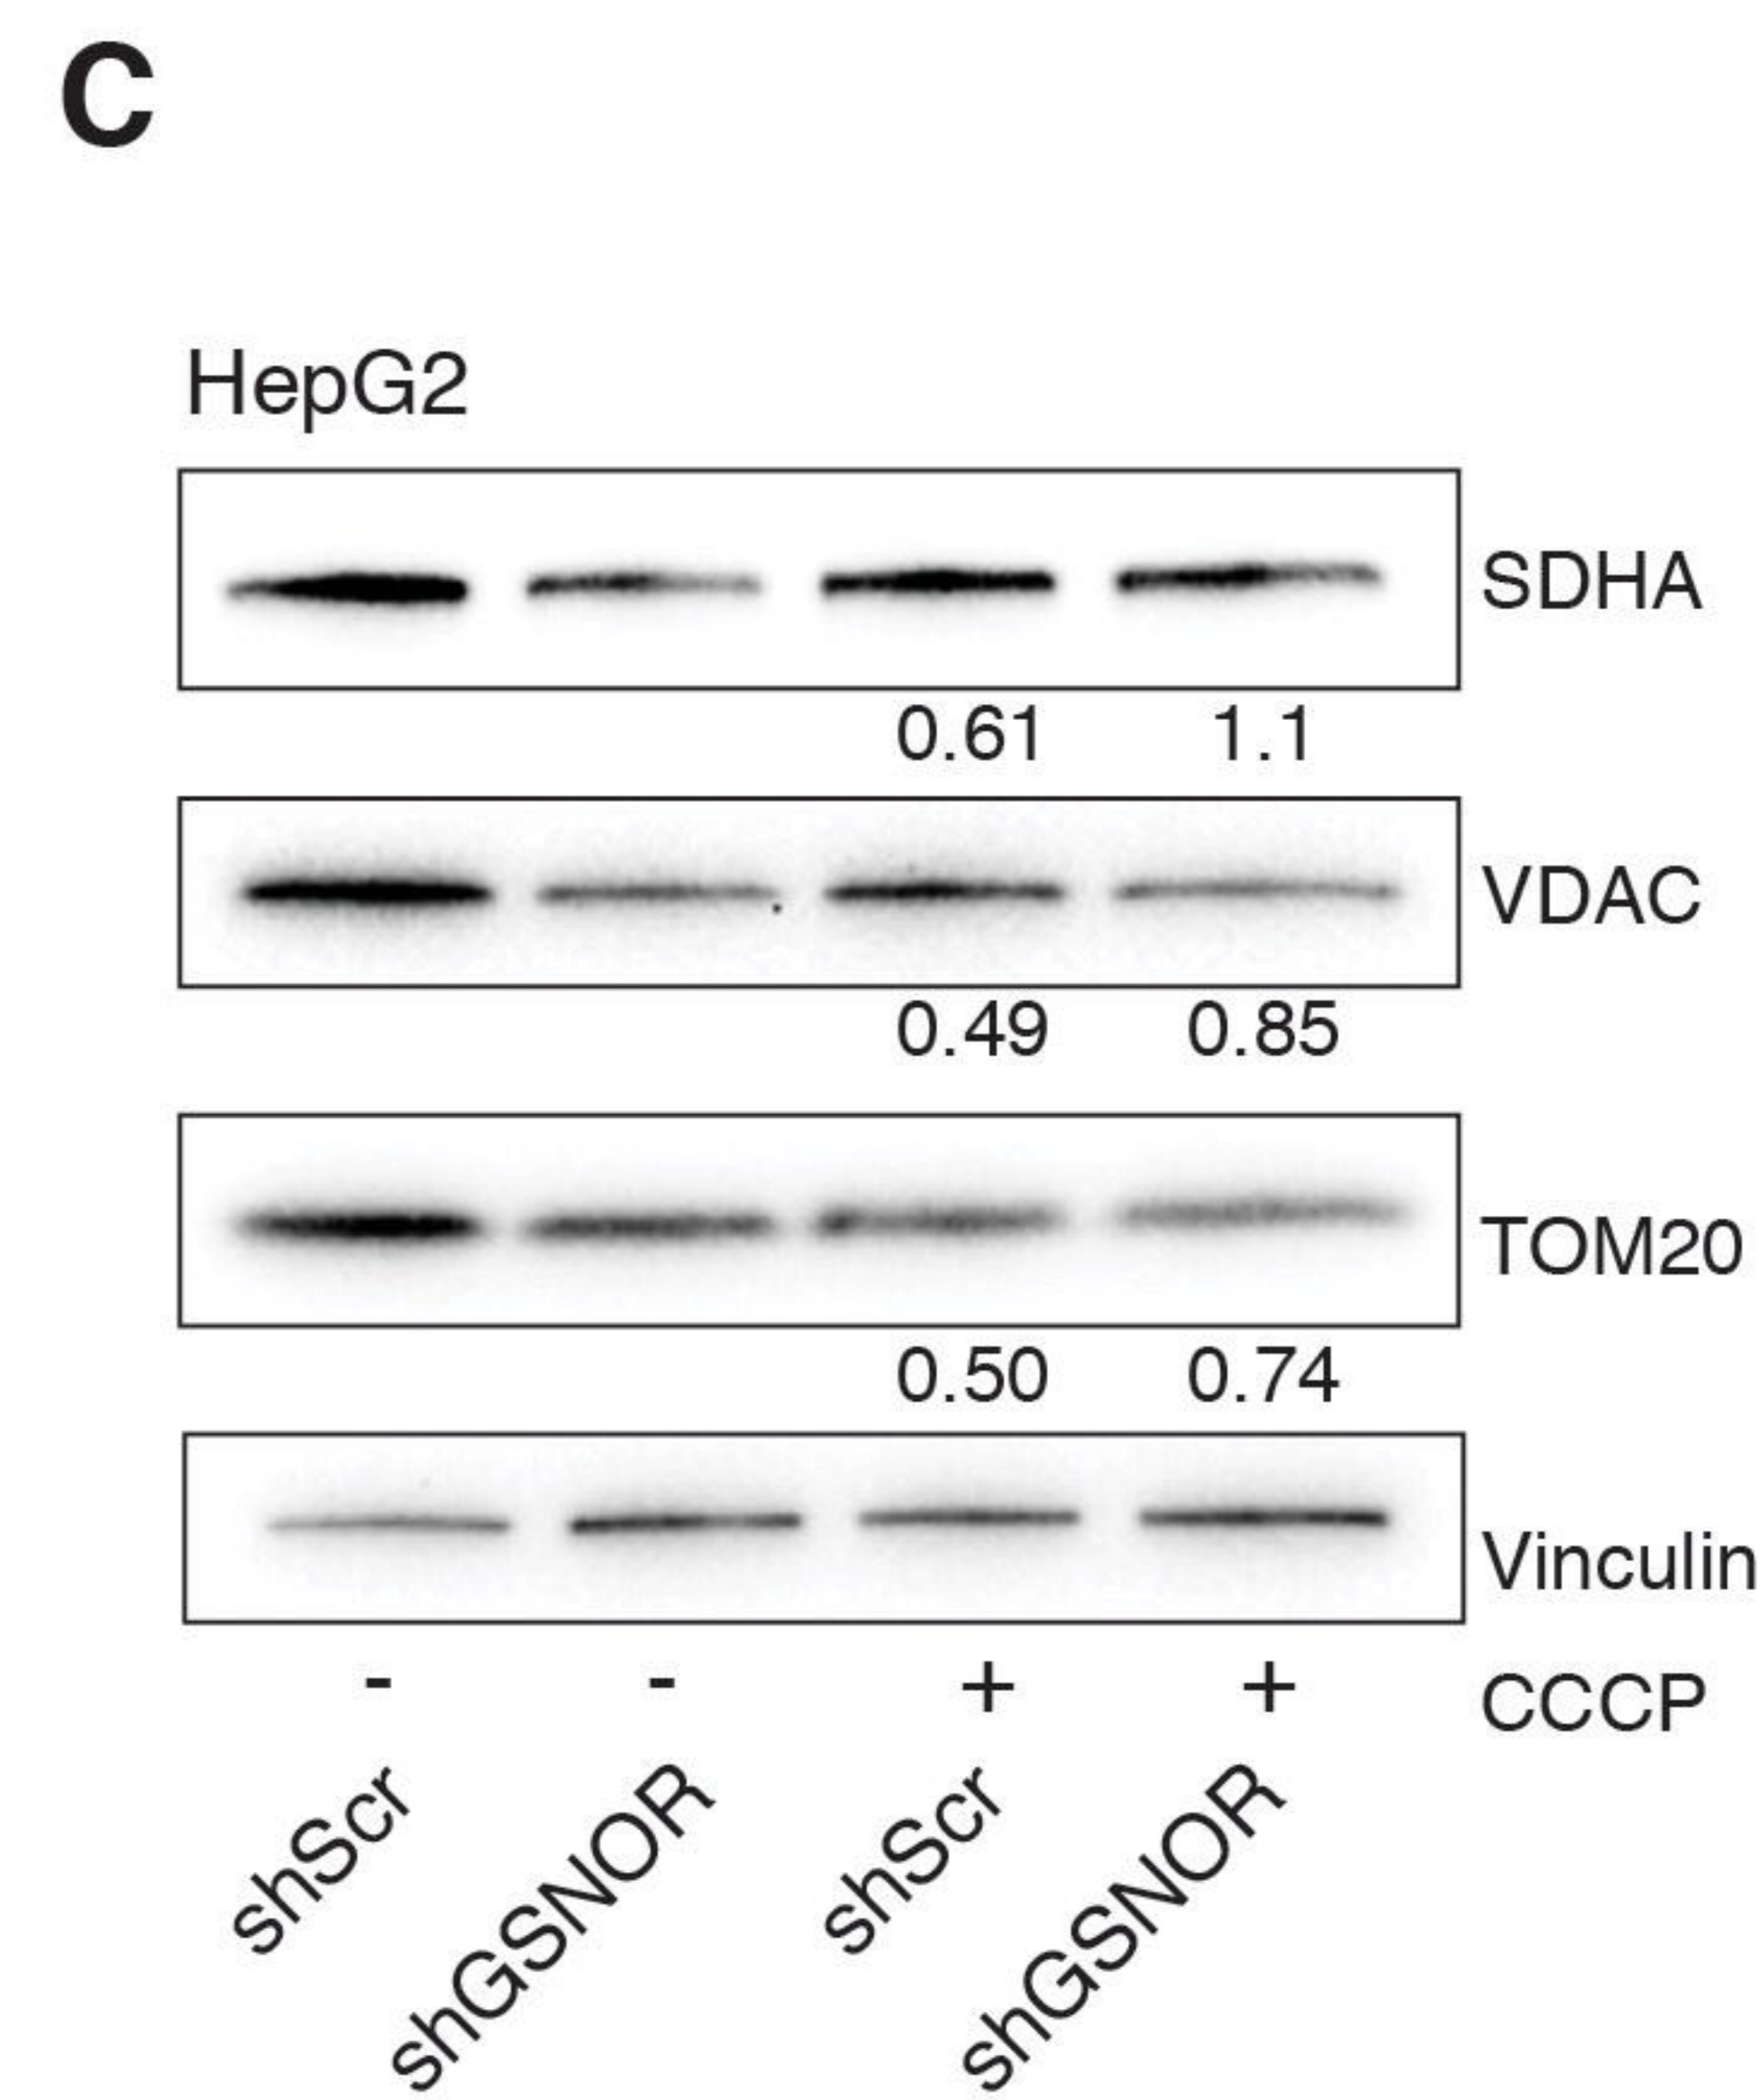 C
HepG2
SDHA
0.61 1.1
VDAC
0.49 0.85
TOM20
0.50 0.74
Vinculin
- - + + CCCP
shScr shGSNOR shScr shGSNOR